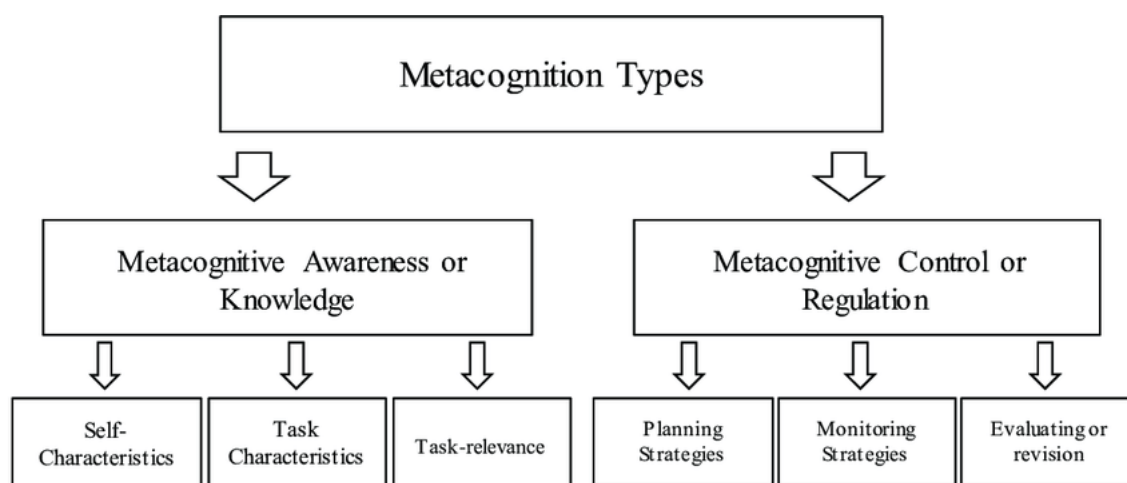 Metacognition Types
Metacognitive Awareness or
Knowledge
Metacognitive Control or
Regulation
Self-
Characteristics
Task
Characteristics
Task-relevance
Planning
Strategies
Monitoring
Strategies
Evaluating or
revision